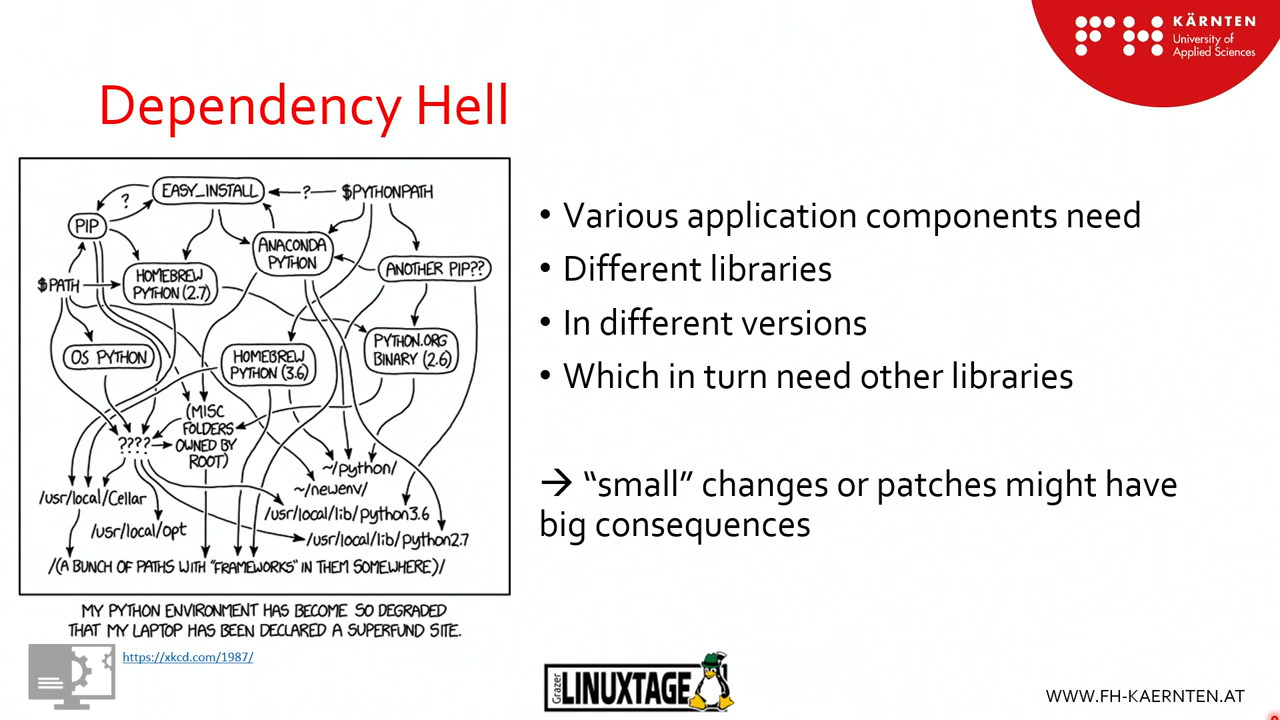 KÄRNTEN
University of
Applied Sciences
Dependency Hell
EASY_INSTALL
?
$PYTHONPATH
?
PIP
ANACONDA
PYTHON
ANOTHER PIP??
HOMEBREW
PYTHON (2.7)
$PATH
PYTHON.ORG
BINARY (2.6)
OS PYTHON
HOMEBREW
PYTHON (3.6)
(MISC
FOLDERS
OWNED BY
ROOT)
????
~/python/
~/newenv/
/usr/local/Cellar
/usr/local/lib/python3.6
/usr/local/opt
/usr/local/lib/python2.7
/(A BUNCH OF PATHS WITH "FRAMEWORKS" IN THEM SOMEWHERE)/
MY PYTHON ENVIRONMENT HAS BECOME SO DEGRADED
THAT MY LAPTOP HAS BEEN DECLARED A SUPERFUND SITE.
https://xkcd.com/1987/
• Various application components need
• Different libraries
• In different versions
• Which in turn need other libraries
→ “small” changes or patches might have
big consequences
Grazer
LINUXTAGE
WWW.FH-KAERNTEN.AT